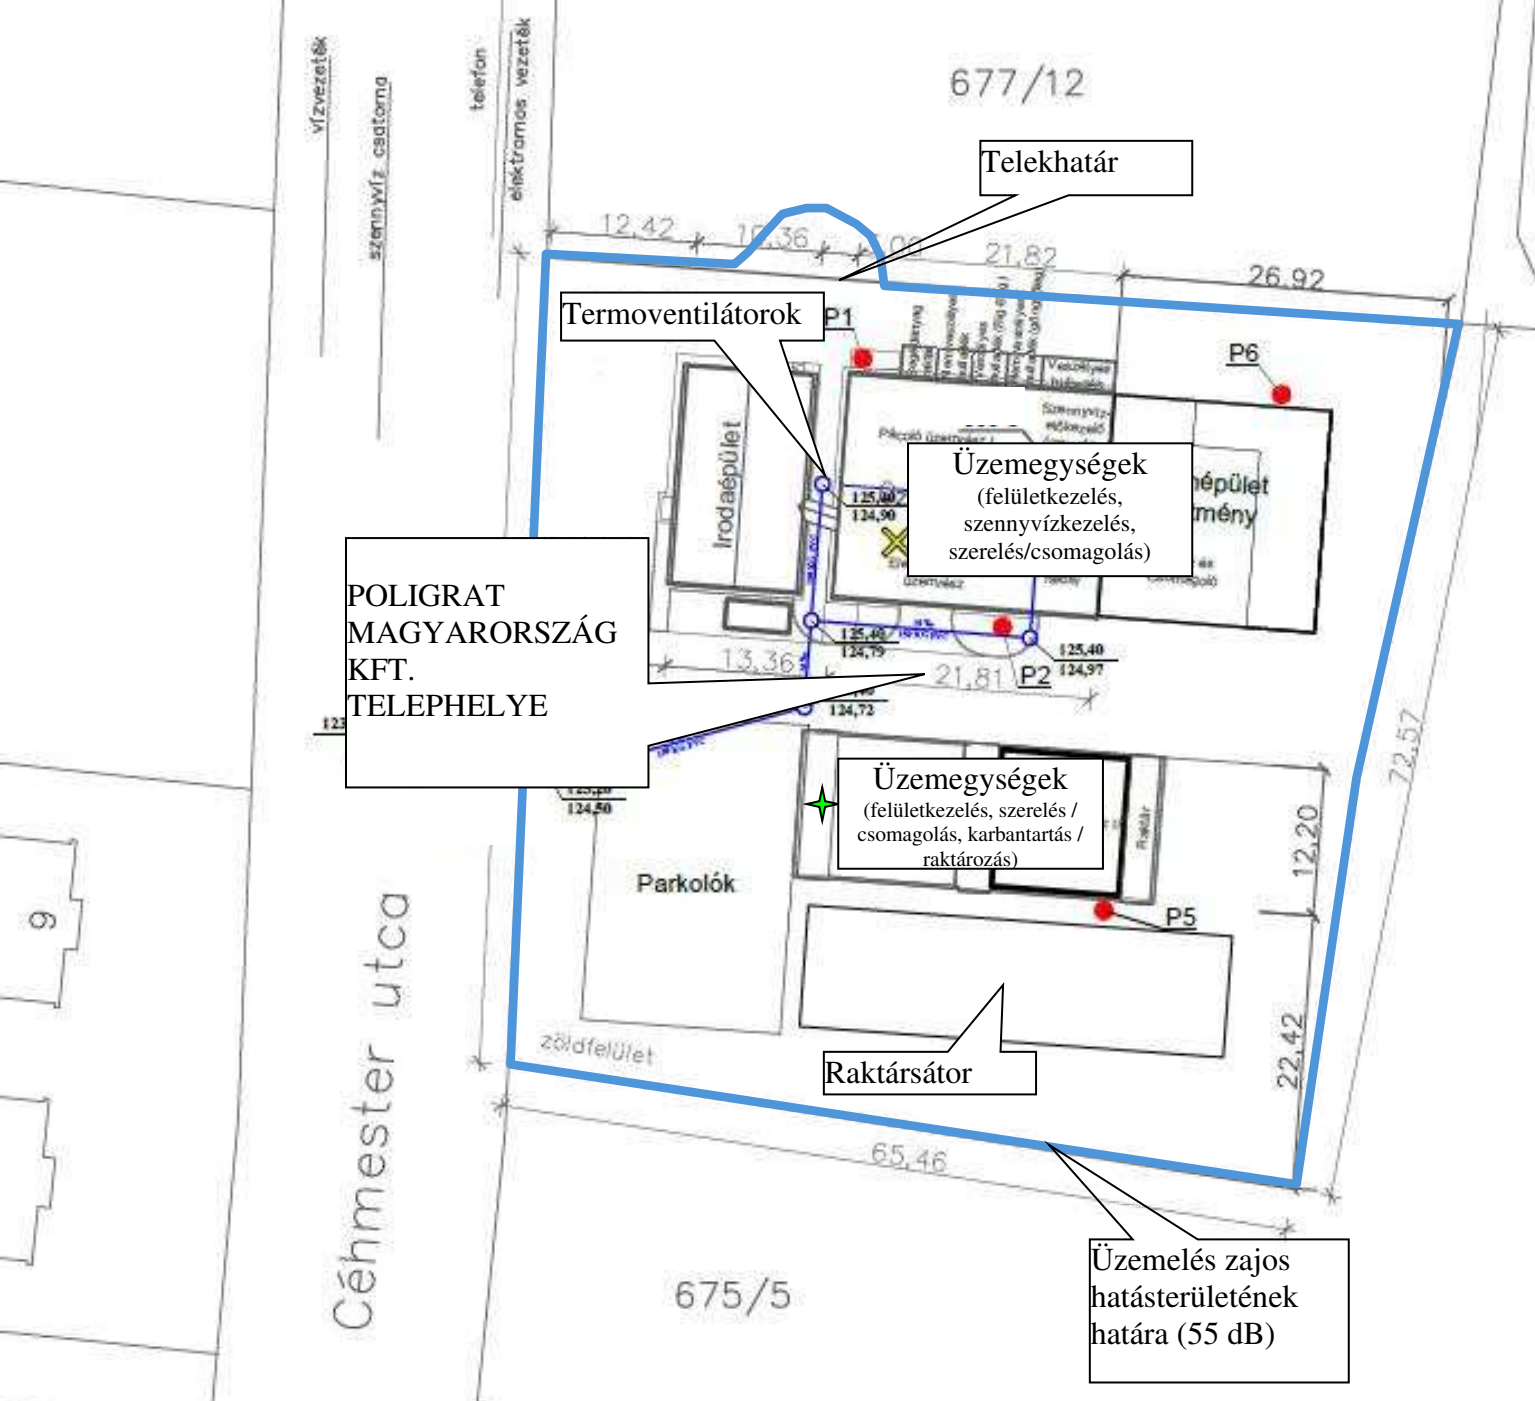 vízvezeték
szennyvíz csatorna
telefon
elektromos vezeték
677/12
Telekhatár
12,42
10,36
21,82
26,92
Termoventilátorok
P1
P6
Irodaépület
Üzemegységek
(felületkezelés,
szennyvízkezelés,
szerelés/csomagolás)
125,40
124,90
POLIGRAT
MAGYARORSZÁG
KFT.
TELEPHELYE
125,40
124,79
125,40
124,97
13,36
21,81
P2
124,72
123
124,50
72,57
Üzemegységek
(felületkezelés, szerelés /
csomagolás, karbantartás /
raktározás)
Raktár
12,20
Parkolók
P5
9
Céhmester utca
zöldfelület
Raktársátor
22,42
65,46
675/5
Üzemelés zajos
hatásterületének
határa (55 dB)